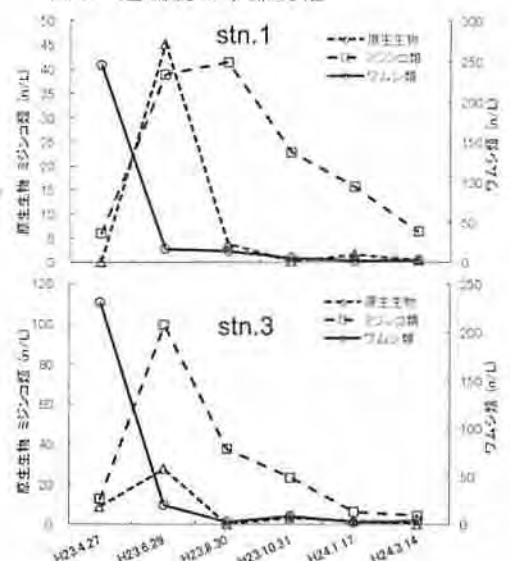 stn.1
原生生物
ミジンコ類
ワムシ類
原生生物 ミジンコ類 (n/L)
50
45
40
35
30
25
20
15
10
5
0
300
250
200
150
100
50
0
ワムシ類 (n/L)
stn.3
原生生物
ミジンコ類
ワムシ類
原生生物 ミジンコ類 (n/L)
120
100
80
60
40
20
0
250
200
150
100
50
0
ワムシ類 (n/L)
H23.4.27
H23.6.29
H23.8.30
H23.10.31
H24.1.17
H24.3.14